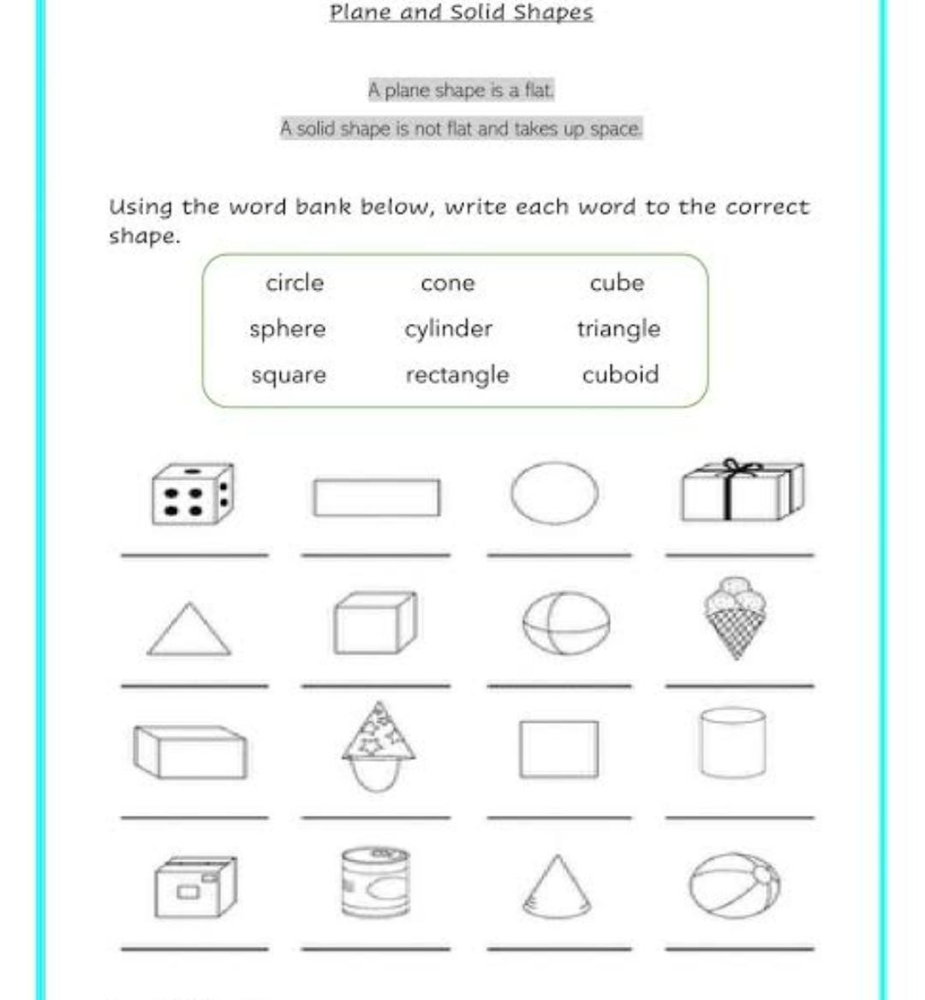 Plane and Solid Shapes
A plane shape is a flat.
A solid shape is not flat and takes up space.
Using the word bank below, write each word to the correct
shape.
circle cone cube
sphere cylinder triangle
square rectangle cuboid